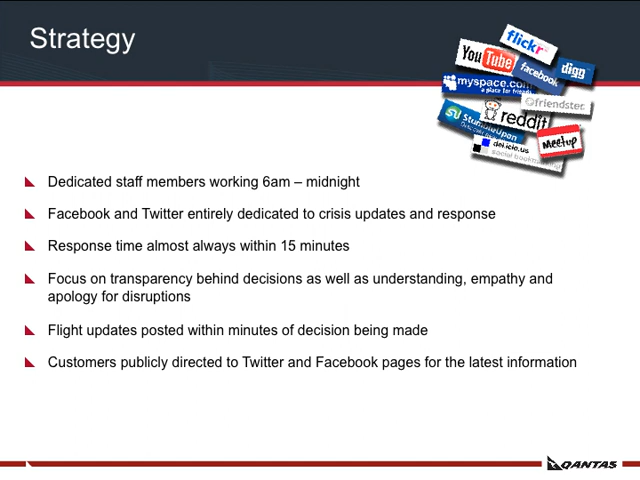 Strategy
flickr
YouTube
facebook
digg
myspace.com
a place for friends
friendster
reddit
StumbleUpon
Meetup
del.icio.us
social bookmarking
Dedicated staff members working 6am – midnight
Facebook and Twitter entirely dedicated to crisis updates and response
Response time almost always within 15 minutes
Focus on transparency behind decisions as well as understanding, empathy and
apology for disruptions
Flight updates posted within minutes of decision being made
Customers publicly directed to Twitter and Facebook pages for the latest information
QANTAS